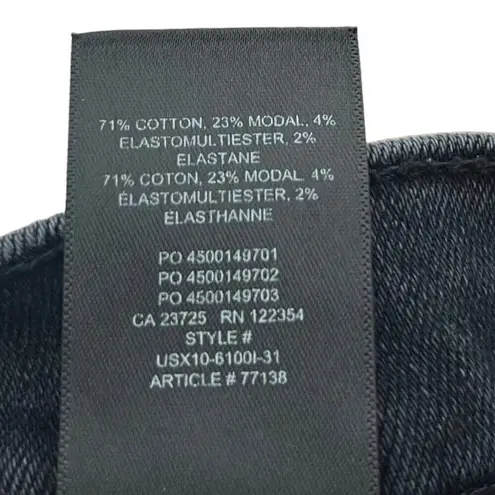 71% COTTON, 23% MODAL, 4%
ELASTOMULTIESTER, 2%
ELASTANE
71% COTON, 23% MODAL. 4%
ÉLASTOMULTIESTER, 2%
ÉLASTHANNE
PO 4500149701
PO 4500149702
PO 4500149703
CA 23725 RN 122354
STYLE #
USX10-6100I-31
ARTICLE # 77138